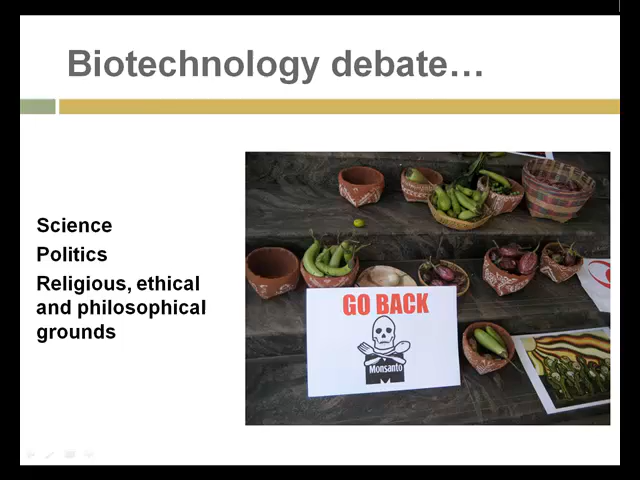 Biotechnology debate…
Science
Politics
Religious, ethical
and philosophical
grounds
GO BACK
Monsanto